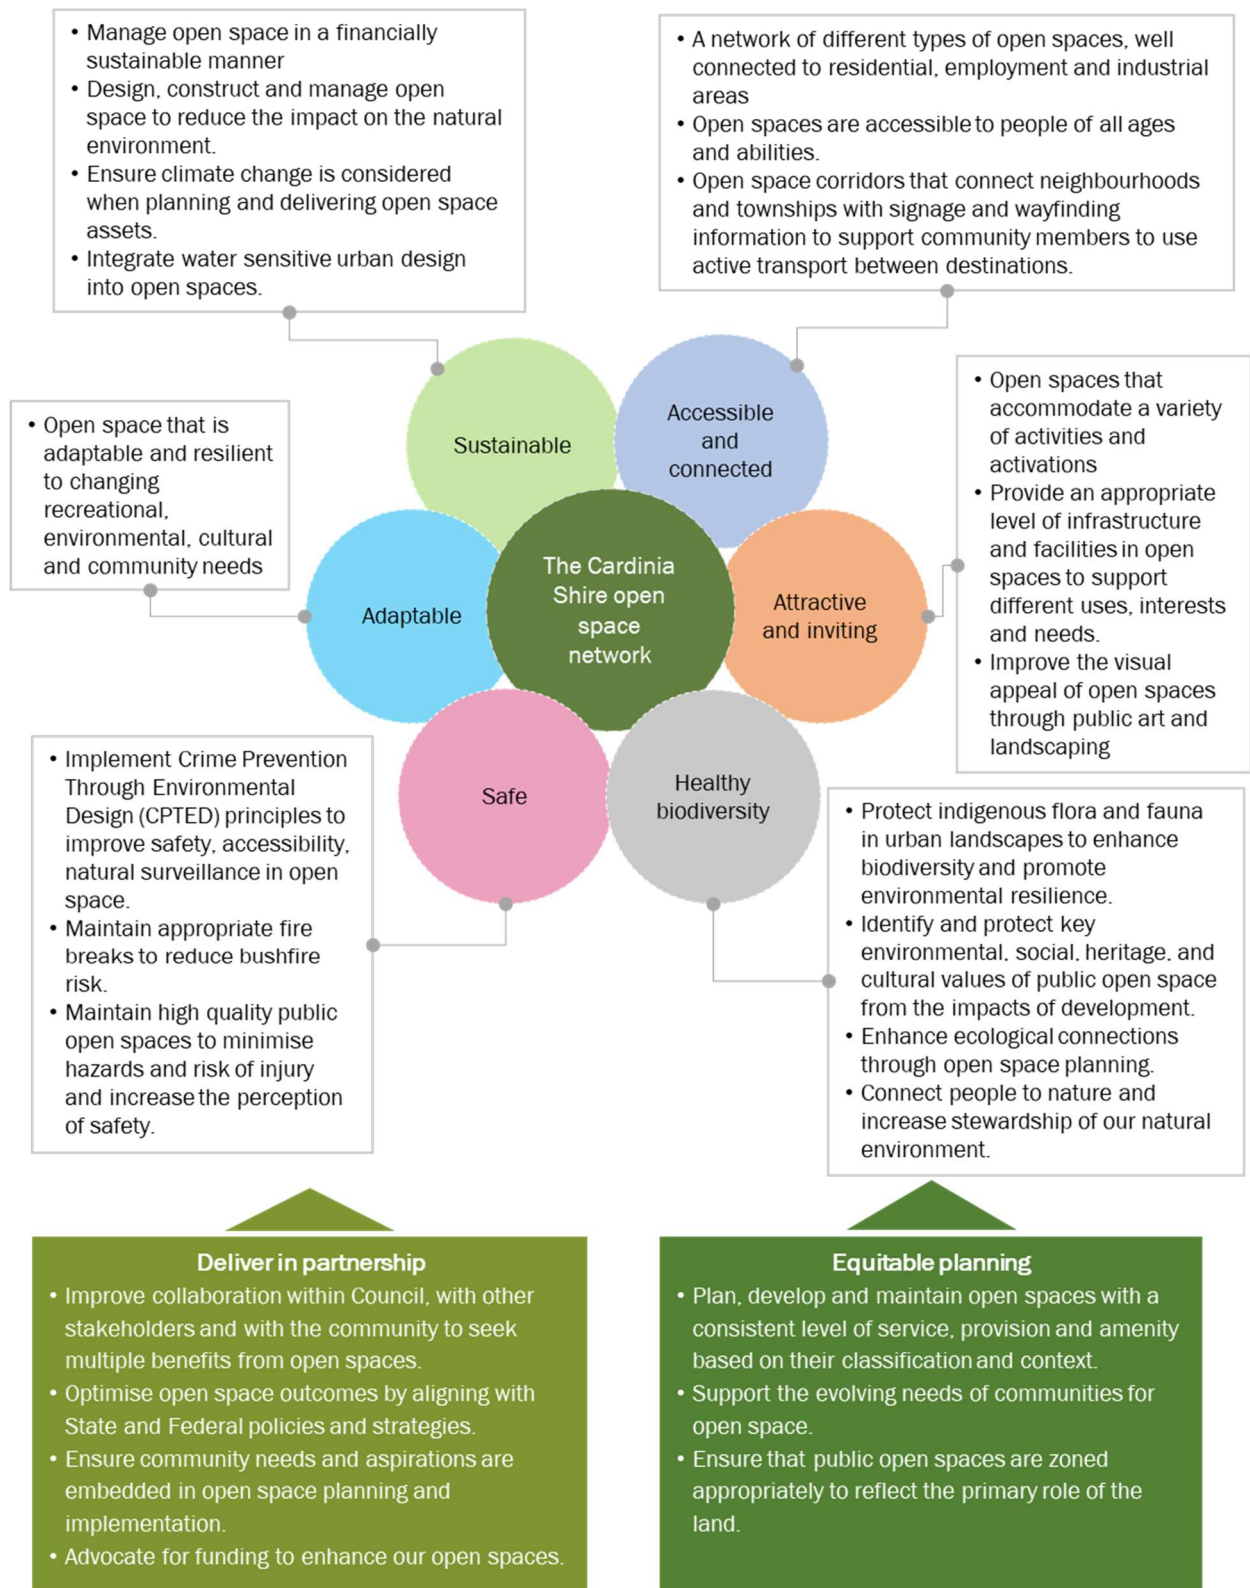 • Manage open space in a financially
sustainable manner
• Design, construct and manage open
space to reduce the impact on the natural
environment.
• Ensure climate change is considered
when planning and delivering open space
assets.
• Integrate water sensitive urban design
into open spaces.
• A network of different types of open spaces, well
connected to residential, employment and industrial
areas
• Open spaces are accessible to people of all ages
and abilities.
• Open space corridors that connect neighbourhoods
and townships with signage and wayfinding
information to support community members to use
active transport between destinations.
• Open space that is
adaptable and resilient
to changing
recreational,
environmental, cultural
and community needs
Sustainable
Accessible
and
connected
• Open spaces that
accommodate a variety
of activities and
activations
• Provide an appropriate
level of infrastructure
and facilities in open
spaces to support
different uses, interests
and needs.
• Improve the visual
appeal of open spaces
through public art and
landscaping
Adaptable
The Cardinia
Shire open
space
network
Attractive
and inviting
• Implement Crime Prevention
Through Environmental
Design (CPTED) principles to
improve safety, accessibility,
natural surveillance in open
space.
• Maintain appropriate fire
breaks to reduce bushfire
risk.
• Maintain high quality public
open spaces to minimise
hazards and risk of injury
and increase the perception
of safety.
Safe
Healthy
biodiversity
• Protect indigenous flora and fauna
in urban landscapes to enhance
biodiversity and promote
environmental resilience.
• Identify and protect key
environmental, social, heritage, and
cultural values of public open space
from the impacts of development.
• Enhance ecological connections
through open space planning.
• Connect people to nature and
increase stewardship of our natural
environment.
Deliver in partnership
• Improve collaboration within Council, with other
stakeholders and with the community to seek
multiple benefits from open spaces.
• Optimise open space outcomes by aligning with
State and Federal policies and strategies.
• Ensure community needs and aspirations are
embedded in open space planning and
implementation.
• Advocate for funding to enhance our open spaces.
Equitable planning
• Plan, develop and maintain open spaces with a
consistent level of service, provision and amenity
based on their classification and context.
• Support the evolving needs of communities for
open space.
• Ensure that public open spaces are zoned
appropriately to reflect the primary role of the
land.